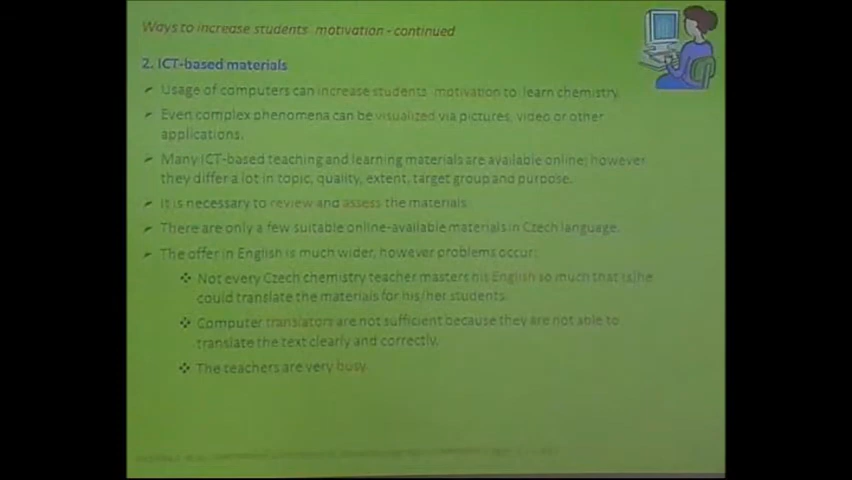 Ways to increase students motivation - continued
2. ICT-based materials
Usage of computers can increase students motivation to learn chemistry.
Even complex phenomena can be visualized via pictures, video or other
applications.
Many ICT-based teaching and learning materials are available online; however
they differ a lot in topic, quality, extent, target group and purpose.
It is necessary to review and assess the materials.
There are only a few suitable online-available materials in Czech language.
The offer in English is much wider, however problems occur:
Not every Czech chemistry teacher masters his English so much that is/he
could translate the materials for his/her students.
Computer translators are not sufficient because they are not able to
translate the text clearly and correctly.
The teachers are very busy.